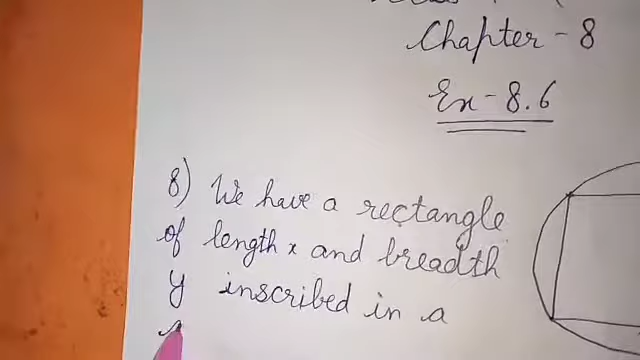 Chapter - 8
Ex - 8.6
8) We have a rectangle
of length x and breadth
y inscribed in a